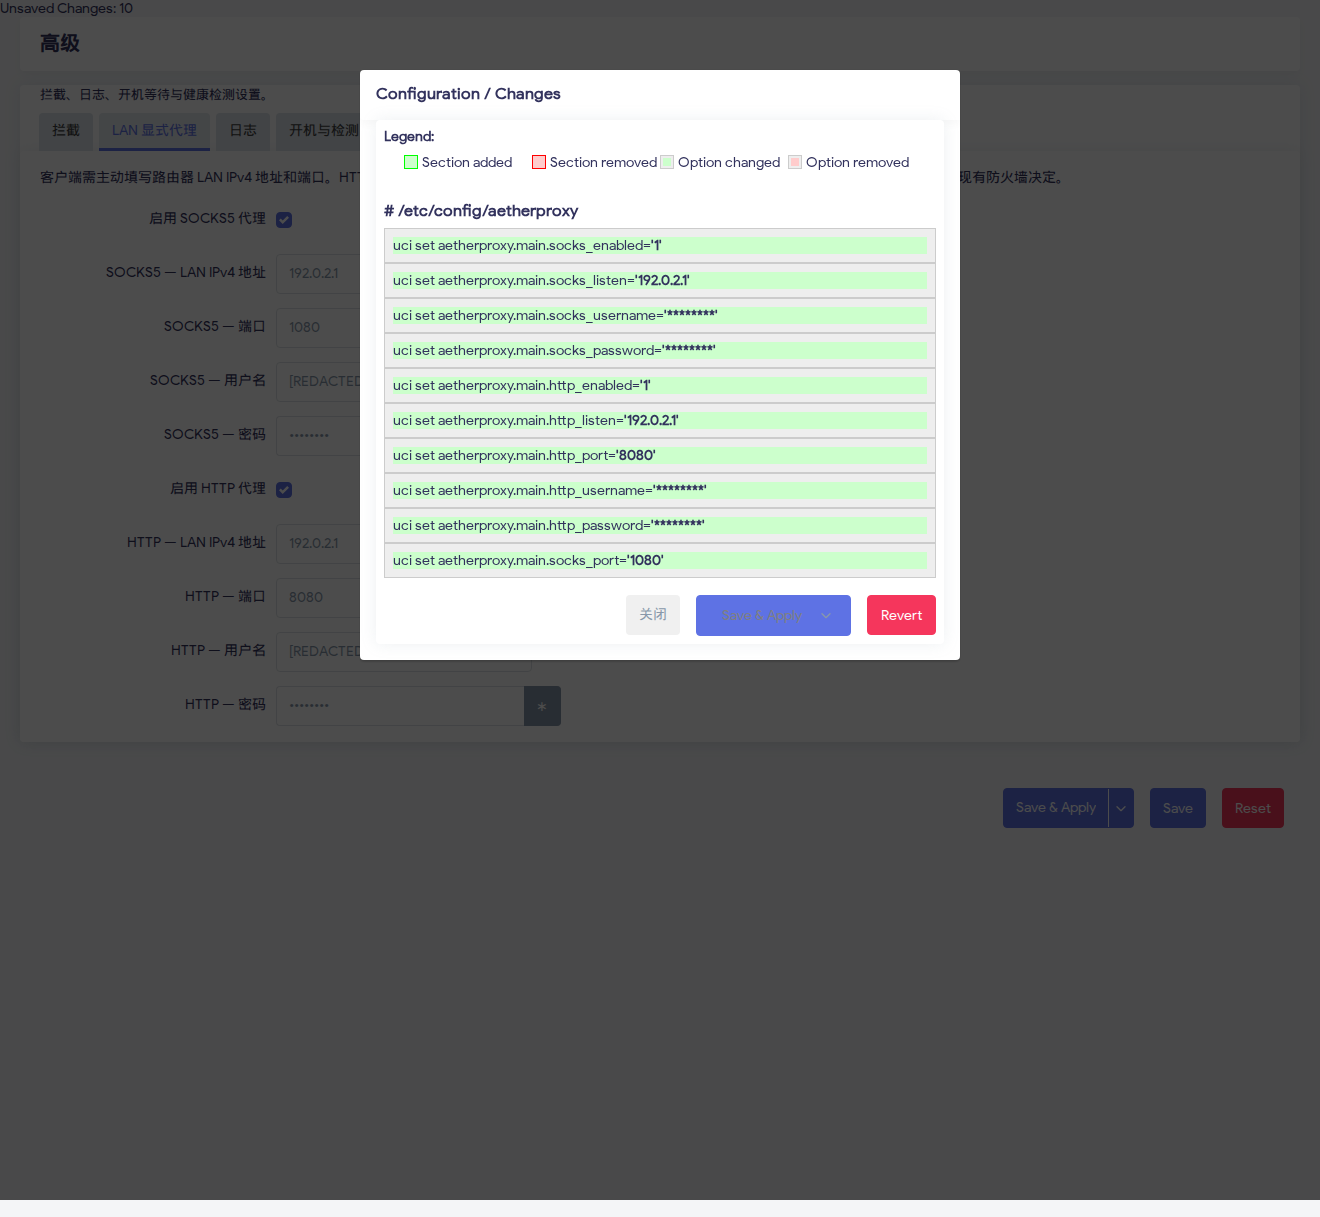 Unsaved Changes: 10
高级
拦截、日志、开机等待与健康检测设置。
拦截
LAN 显式代理
日志
开机与检测
客户端需主动填写路由器 LAN IPv4 地址和端口。HTT
现有防火墙决定。
启用 SOCKS5 代理
SOCKS5 — LAN IPv4 地址
192.0.2.1
SOCKS5 — 端口
1080
SOCKS5 — 用户名
[REDACTED
SOCKS5 — 密码
••••••••
启用 HTTP 代理
HTTP — LAN IPv4 地址
192.0.2.1
HTTP — 端口
8080
HTTP — 用户名
[REDACTED
HTTP — 密码
••••••••
*
Configuration / Changes
Legend:
Section added
Section removed
Option changed
Option removed
# /etc/config/aetherproxy
uci set aetherproxy.main.socks_enabled='1'
uci set aetherproxy.main.socks_listen='192.0.2.1'
uci set aetherproxy.main.socks_username='********'
uci set aetherproxy.main.socks_password='********'
uci set aetherproxy.main.http_enabled='1'
uci set aetherproxy.main.http_listen='192.0.2.1'
uci set aetherproxy.main.http_port='8080'
uci set aetherproxy.main.http_username='********'
uci set aetherproxy.main.http_password='********'
uci set aetherproxy.main.socks_port='1080'
关闭
Save & Apply
Revert
Save & Apply
Save
Reset